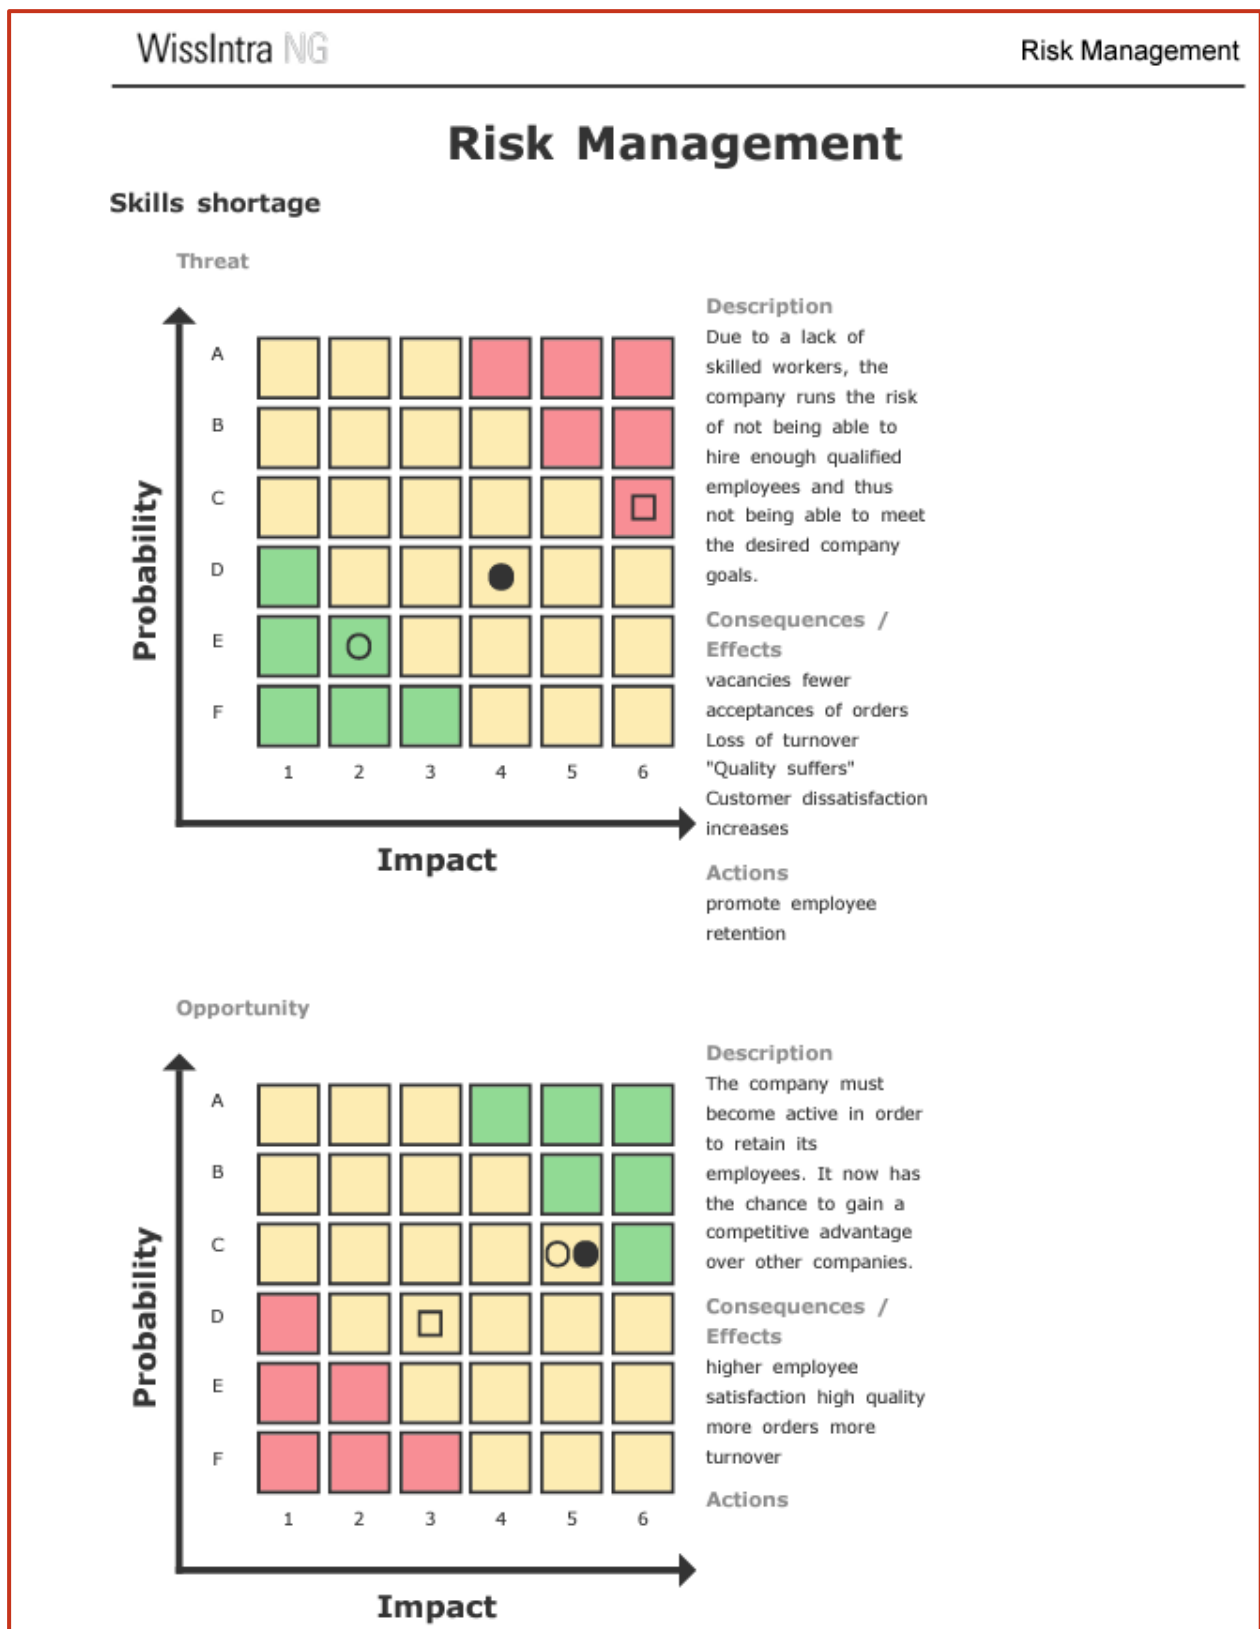 WissIntra NG
Risk Management
Risk Management
Skills shortage
Threat
Probability
A
B
C
D
E
F
1 2 3 4 5 6
Impact
Description
Due to a lack of
skilled workers, the
company runs the risk
of not being able to
hire enough qualified
employees and thus
not being able to meet
the desired company
goals.
Consequences /
Effects
vacancies fewer
acceptances of orders
Loss of turnover
"Quality suffers"
Customer dissatisfaction
increases
Actions
promote employee
retention
Opportunity
Probability
A
B
C
D
E
F
1 2 3 4 5 6
Impact
Description
The company must
become active in order
to retain its
employees. It now has
the chance to gain a
competitive advantage
over other companies.
Consequences /
Effects
higher employee
satisfaction high quality
more orders more
turnover
Actions